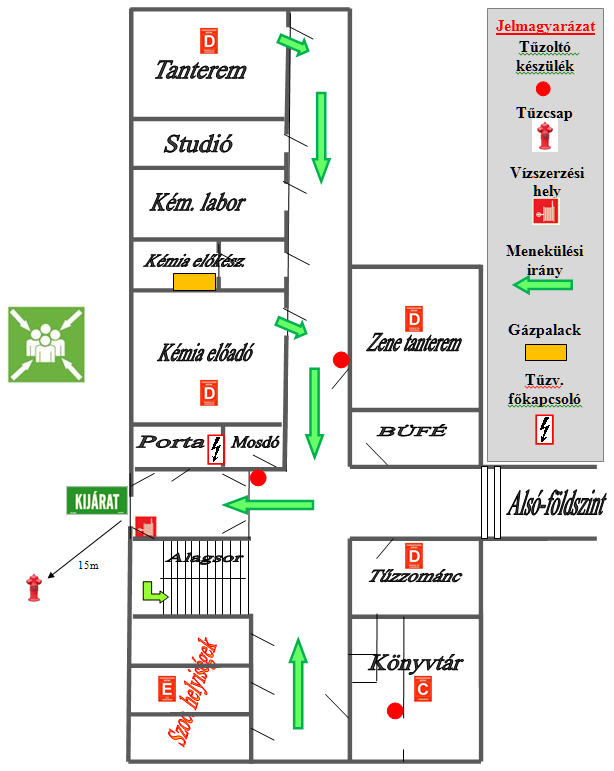 D
Tanterem
Studió
Kém. labor
Kémia előkész.
Kémia előadó
D
D
Zene tanterem
Porta
Mosdó
BÜFÉ
KIJÁRAT
15m
Alsó-földszint
Alagsor
D
Tűzzománc
Szoc helyiségek
É
Könyvtár
C
Jelmagyarázat
Tűzoltó
készülék
Tűzcsap
Vízszerzési
hely
Menekülési
irány
Gázpalack
Tűzv.
főkapcsoló